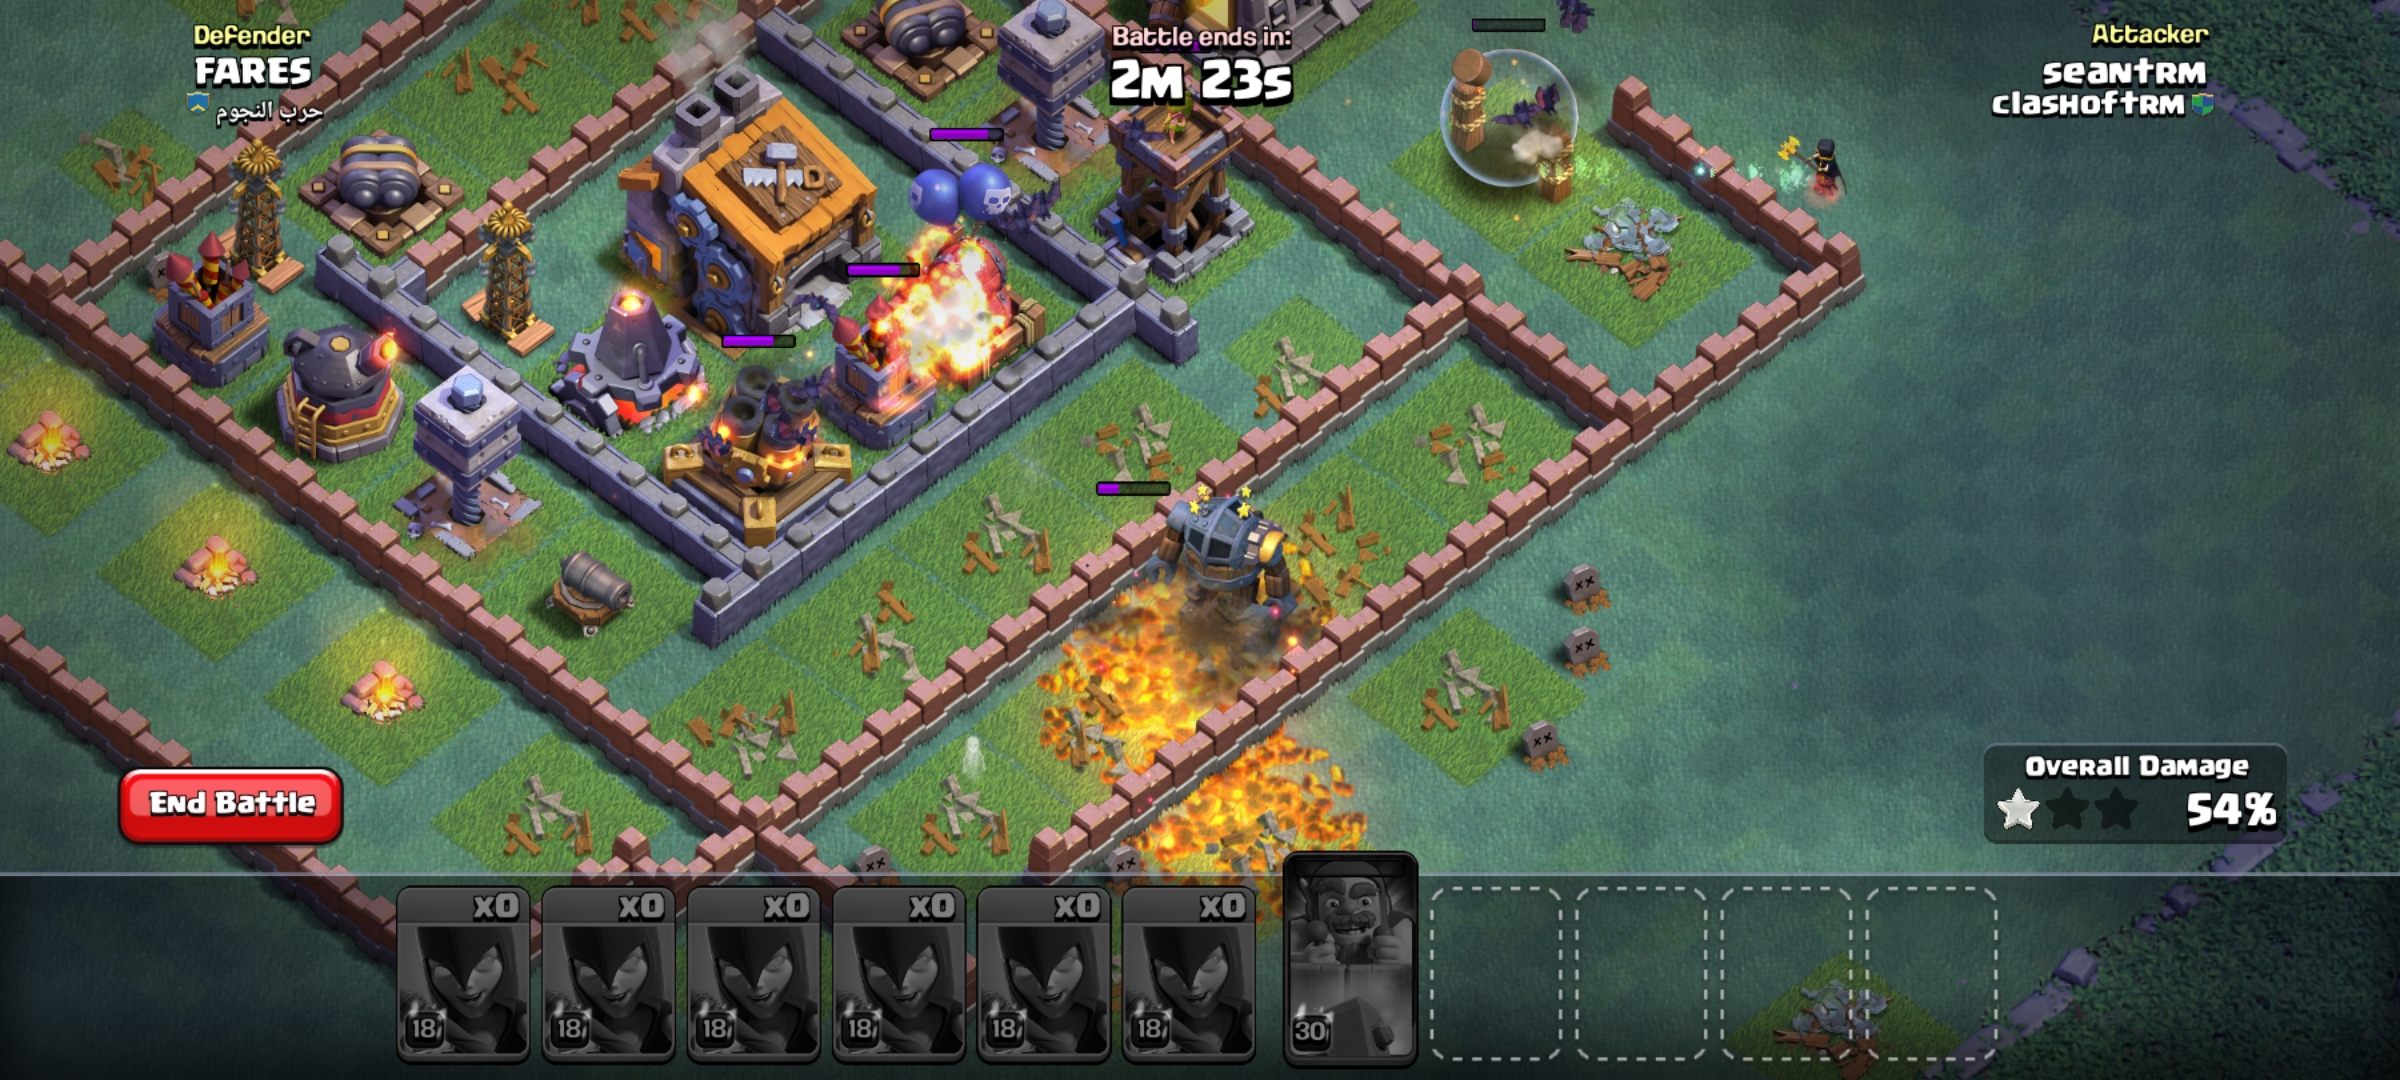 Defender
FARES
حرب النجوم
Battle ends in:
2M 23s
Attacker
seantRM
clashoftRM
End Battle
Overall Damage
54%
x0 x0 x0 x0 x0 x0
18 18 18 18 18 18 30